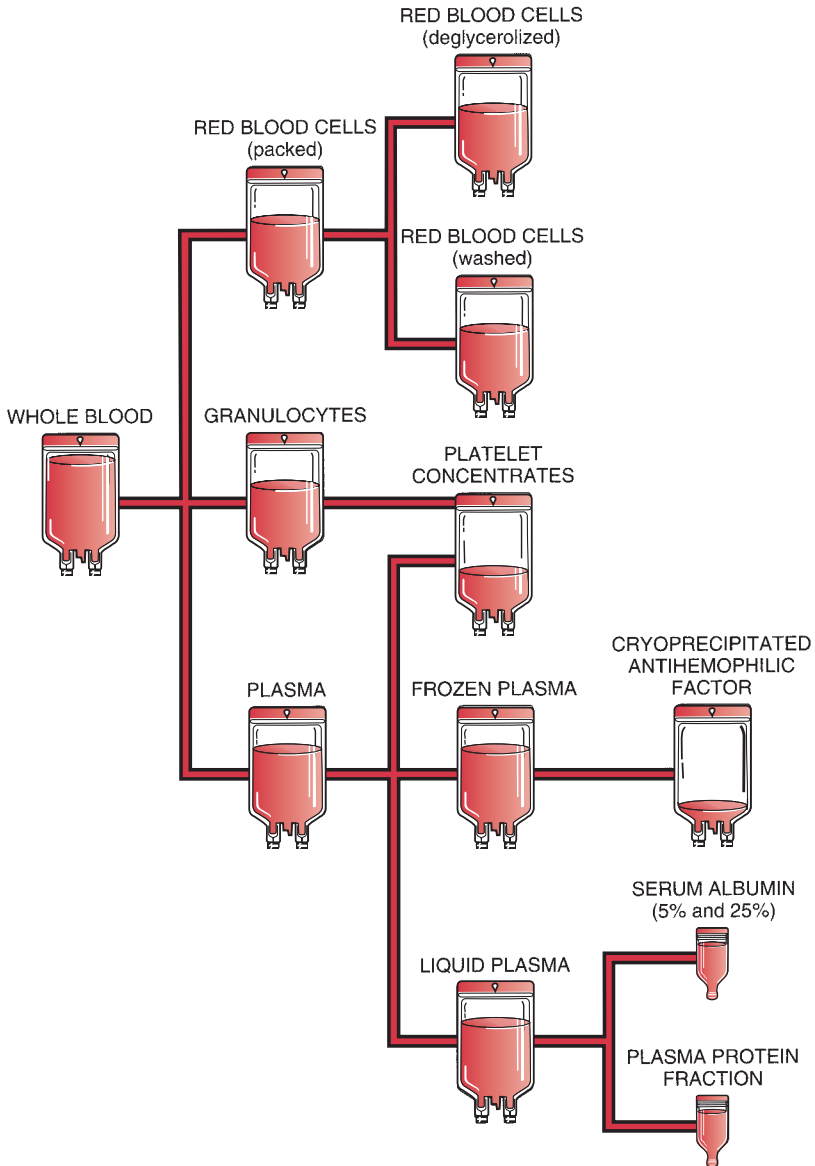 RED BLOOD CELLS
(deglycerolized)
RED BLOOD CELLS
(packed)
RED BLOOD CELLS
(washed)
WHOLE BLOOD
GRANULOCYTES
PLATELET
CONCENTRATES
CRYOPRECIPITATED
ANTIHEMOPHILIC
FACTOR
PLASMA
FROZEN PLASMA
SERUM ALBUMIN
(5% and 25%)
LIQUID PLASMA
PLASMA PROTEIN
FRACTION